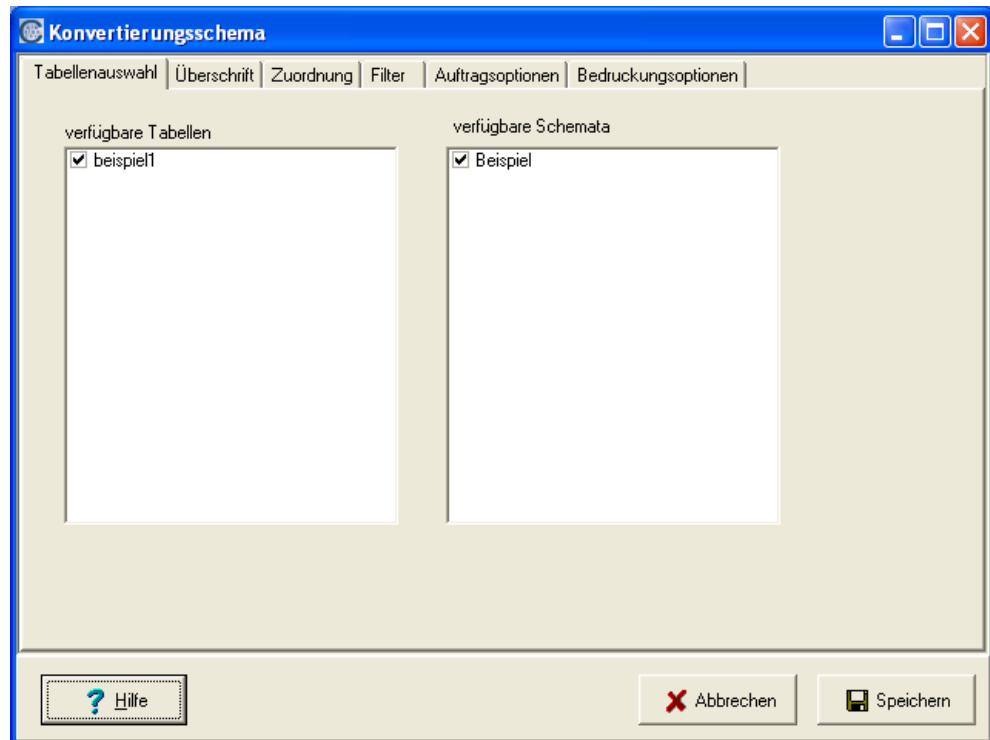 Konvertierungsschema
Tabellenauswahl Überschrift Zuordnung Filter Auftragsoptionen Bedruckungsoptionen
verfügbare Tabellen
beispiel1
verfügbare Schemata
Beispiel
Hilfe Abbrechen Speichern